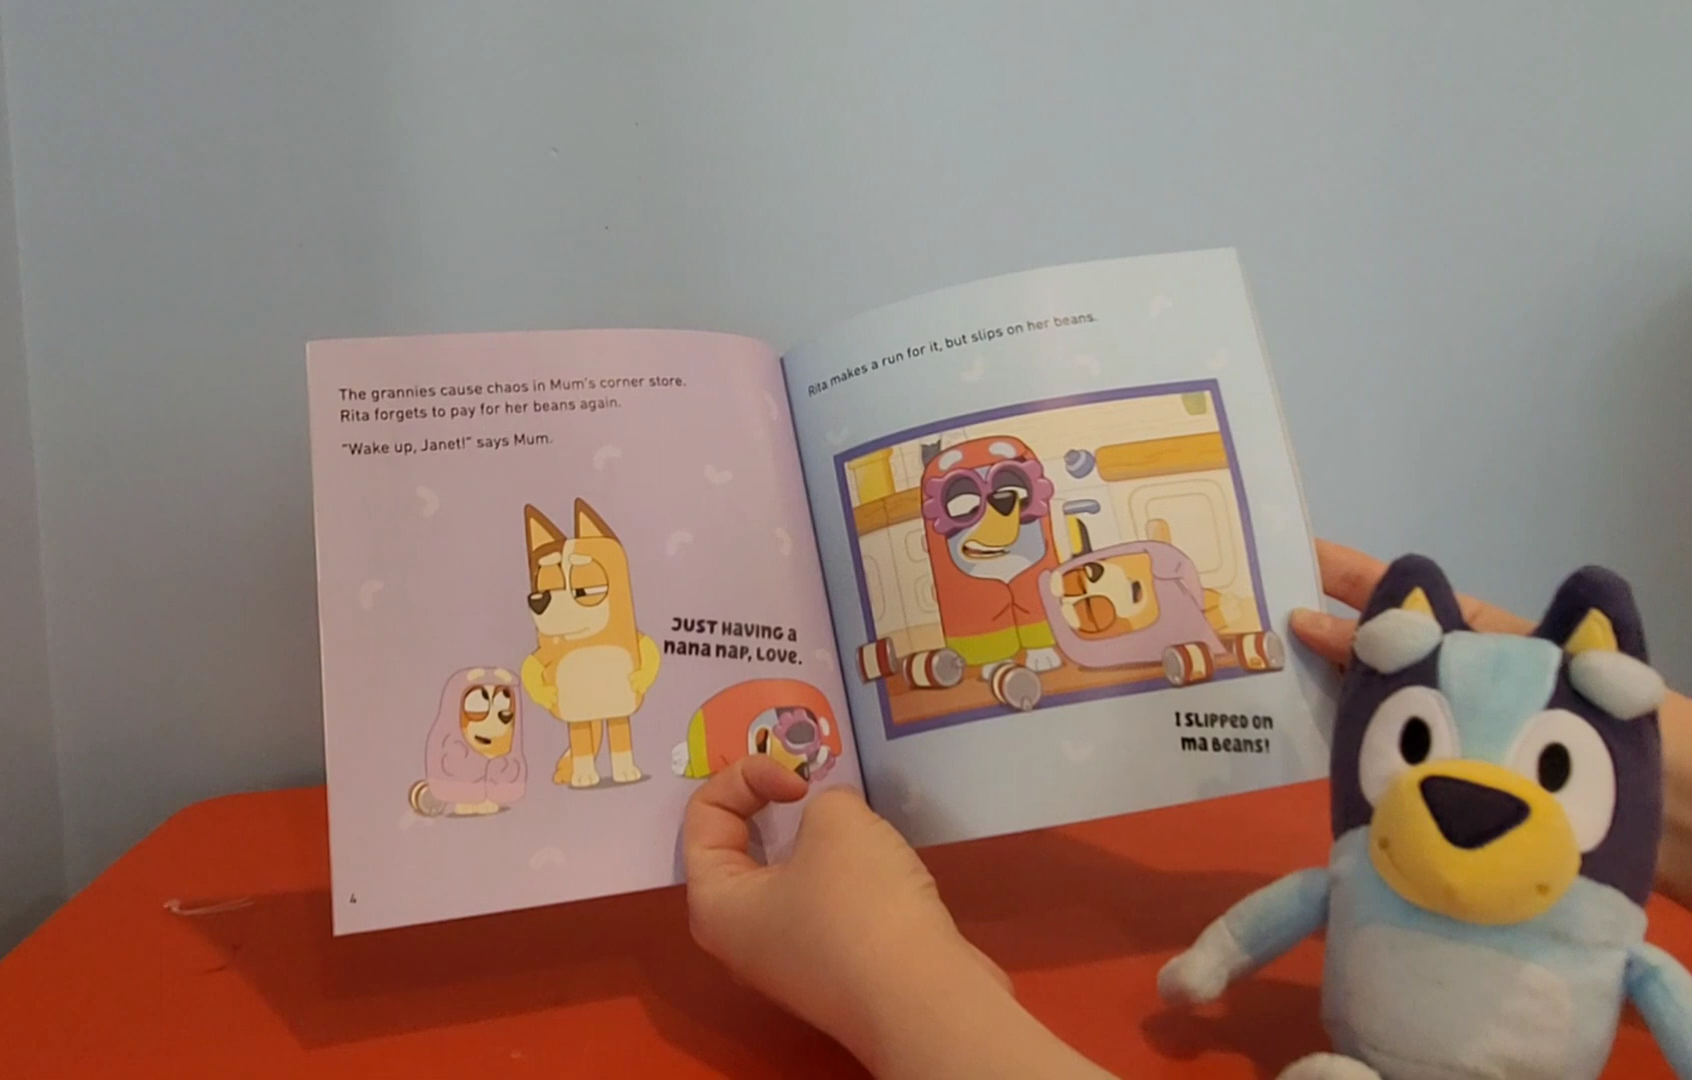 The grannies cause chaos in Mum's corner store.
Rita forgets to pay for her beans again.
"Wake up, Janet!" says Mum.
JUST HAVING A
NANA NAP, LOVE.
4
Rita makes a run for it, but slips on her beans.
I SLIPPED ON
MA BEANS!